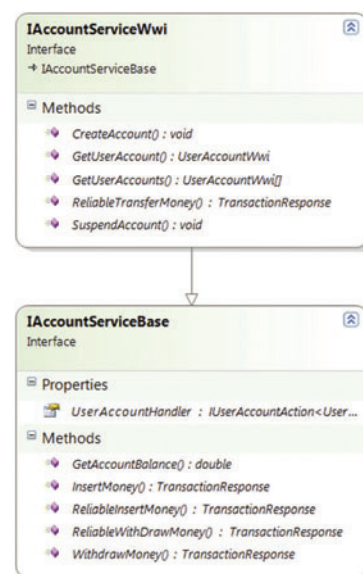 IAccountServiceWwi
Interface
→ IAccountServiceBase
Methods
CreateAccount() : void
GetUserAccount() : UserAccountWwi
GetUserAccounts() : UserAccountWwi[]
ReliableTransferMoney() : TransactionResponse
SuspendAccount() : void
IAccountServiceBase
Interface
Properties
UserAccountHandler : IUserAccountAction<User...
Methods
GetAccountBalance() : double
InsertMoney() : TransactionResponse
ReliableInsertMoney() : TransactionResponse
ReliableWithDrawMoney() : TransactionResponse
WithdrawMoney() : TransactionResponse